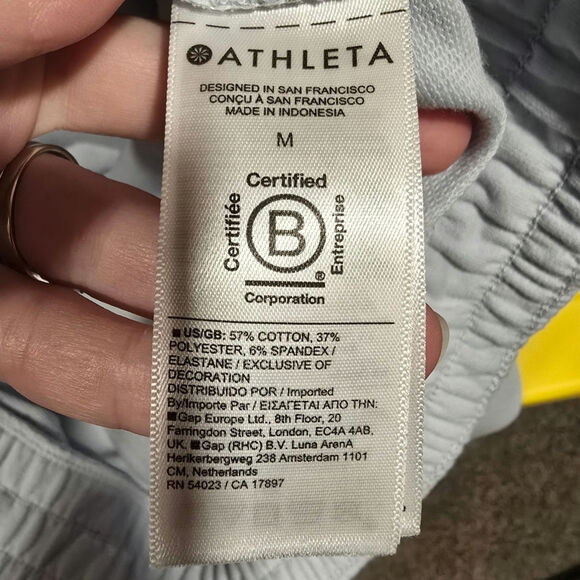 ATHLETA
DESIGNED IN SAN FRANCISCO
CONÇU À SAN FRANCISCO
MADE IN INDONESIA
M
Certified
Certifiée
B
Entreprise
®
Corporation
US/GB: 57% COTTON, 37%
POLYESTER, 6% SPANDEX /
ELASTANE / EXCLUSIVE OF
DECORATION
DISTRIBUIDO POR / Imported
By/Importe Par / ΕΙΣΑΓΕΤΑΙ ΑΠΟ ΤΗΝ:
Gap Europe Ltd., 8th Floor, 20
Farringdon Street, London, EC4A 4AB,
UK, Gap (RHC) B.V. Luna ArenA
Herikerbergweg 238 Amsterdam 1101
CM, Netherlands
RN 54023 / CA 17897